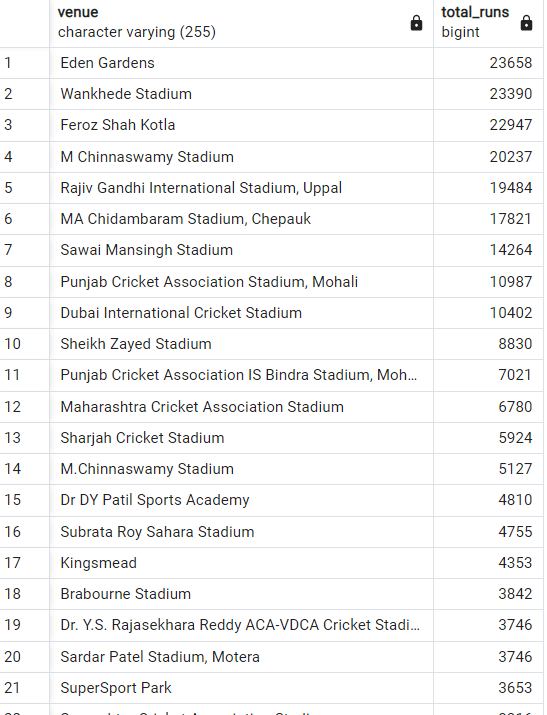 venue total_runs
character varying (255) bigint
1 Eden Gardens 23658
2 Wankhede Stadium 23390
3 Feroz Shah Kotla 22947
4 M Chinnaswamy Stadium 20237
5 Rajiv Gandhi International Stadium, Uppal 19484
6 MA Chidambaram Stadium, Chepauk 17821
7 Sawai Mansingh Stadium 14264
8 Punjab Cricket Association Stadium, Mohali 10987
9 Dubai International Cricket Stadium 10402
10 Sheikh Zayed Stadium 8830
11 Punjab Cricket Association IS Bindra Stadium, Moh... 7021
12 Maharashtra Cricket Association Stadium 6780
13 Sharjah Cricket Stadium 5924
14 M.Chinnaswamy Stadium 5127
15 Dr DY Patil Sports Academy 4810
16 Subrata Roy Sahara Stadium 4755
17 Kingsmead 4353
18 Brabourne Stadium 3842
19 Dr. Y.S. Rajasekhara Reddy ACA-VDCA Cricket Stadi... 3746
20 Sardar Patel Stadium, Motera 3746
21 SuperSport Park 3653